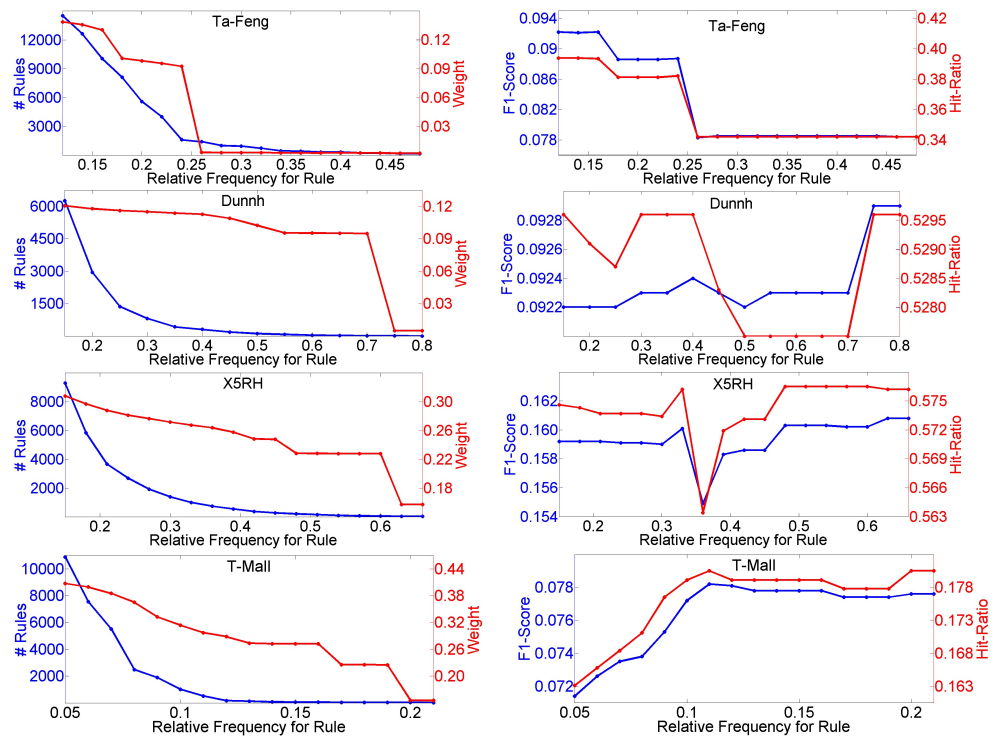 Ta-Feng
12000
9000
6000
3000
# Rules
0.12
0.09
0.06
0.03
Weight
0.15 0.2 0.25 0.3 0.35 0.4 0.45
Relative Frequency for Rule
Ta-Feng
0.094
0.09
0.086
0.082
0.078
F1-Score
0.42
0.40
0.38
0.36
0.34
Hit-Ratio
0.15 0.2 0.25 0.3 0.35 0.4 0.45
Relative Frequency for Rule
Dunnh
6000
4500
3000
1500
# Rules
0.12
0.09
0.06
0.03
Weight
0.2 0.3 0.4 0.5 0.6 0.7 0.8
Relative Frequency for Rule
Dunnh
0.0928
0.0926
0.0924
0.0922
F1-Score
0.5295
0.5290
0.5285
0.5280
Hit-Ratio
0.2 0.3 0.4 0.5 0.6 0.7 0.8
Relative Frequency for Rule
X5RH
8000
6000
4000
2000
# Rules
0.30
0.26
0.22
0.18
Weight
0.2 0.3 0.4 0.5 0.6
Relative Frequency for Rule
X5RH
0.162
0.160
0.158
0.156
0.154
F1-Score
0.575
0.572
0.569
0.566
0.563
Hit-Ratio
0.2 0.3 0.4 0.5 0.6
Relative Frequency for Rule
T-Mall
10000
8000
6000
4000
2000
# Rules
0.44
0.38
0.32
0.26
0.20
Weight
0.05 0.1 0.15 0.2
Relative Frequency for Rule
T-Mall
0.078
0.076
0.074
0.072
F1-Score
0.178
0.173
0.168
0.163
Hit-Ratio
0.05 0.1 0.15 0.2
Relative Frequency for Rule